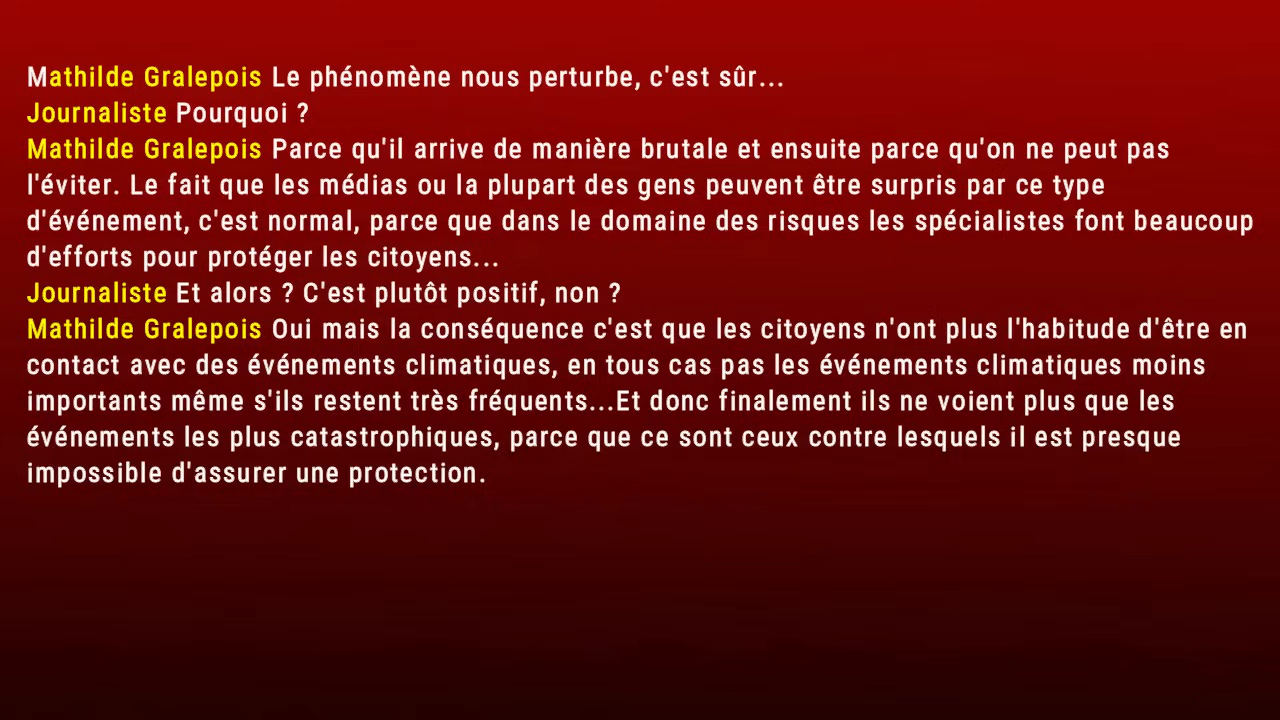 Mathilde Gralepois Le phénomène nous perturbe, c'est sûr...
Journaliste Pourquoi ?
Mathilde Gralepois Parce qu'il arrive de manière brutale et ensuite parce qu'on ne peut pas
l'éviter. Le fait que les médias ou la plupart des gens peuvent être surpris par ce type
d'événement, c'est normal, parce que dans le domaine des risques les spécialistes font beaucoup
d'efforts pour protéger les citoyens...
Journaliste Et alors ? C'est plutôt positif, non ?
Mathilde Gralepois Oui mais la conséquence c'est que les citoyens n'ont plus l'habitude d'être en
contact avec des événements climatiques, en tous cas pas les événements climatiques moins
importants même s'ils restent très fréquents...Et donc finalement ils ne voient plus que les
événements les plus catastrophiques, parce que ce sont ceux contre lesquels il est presque
impossible d'assurer une protection.